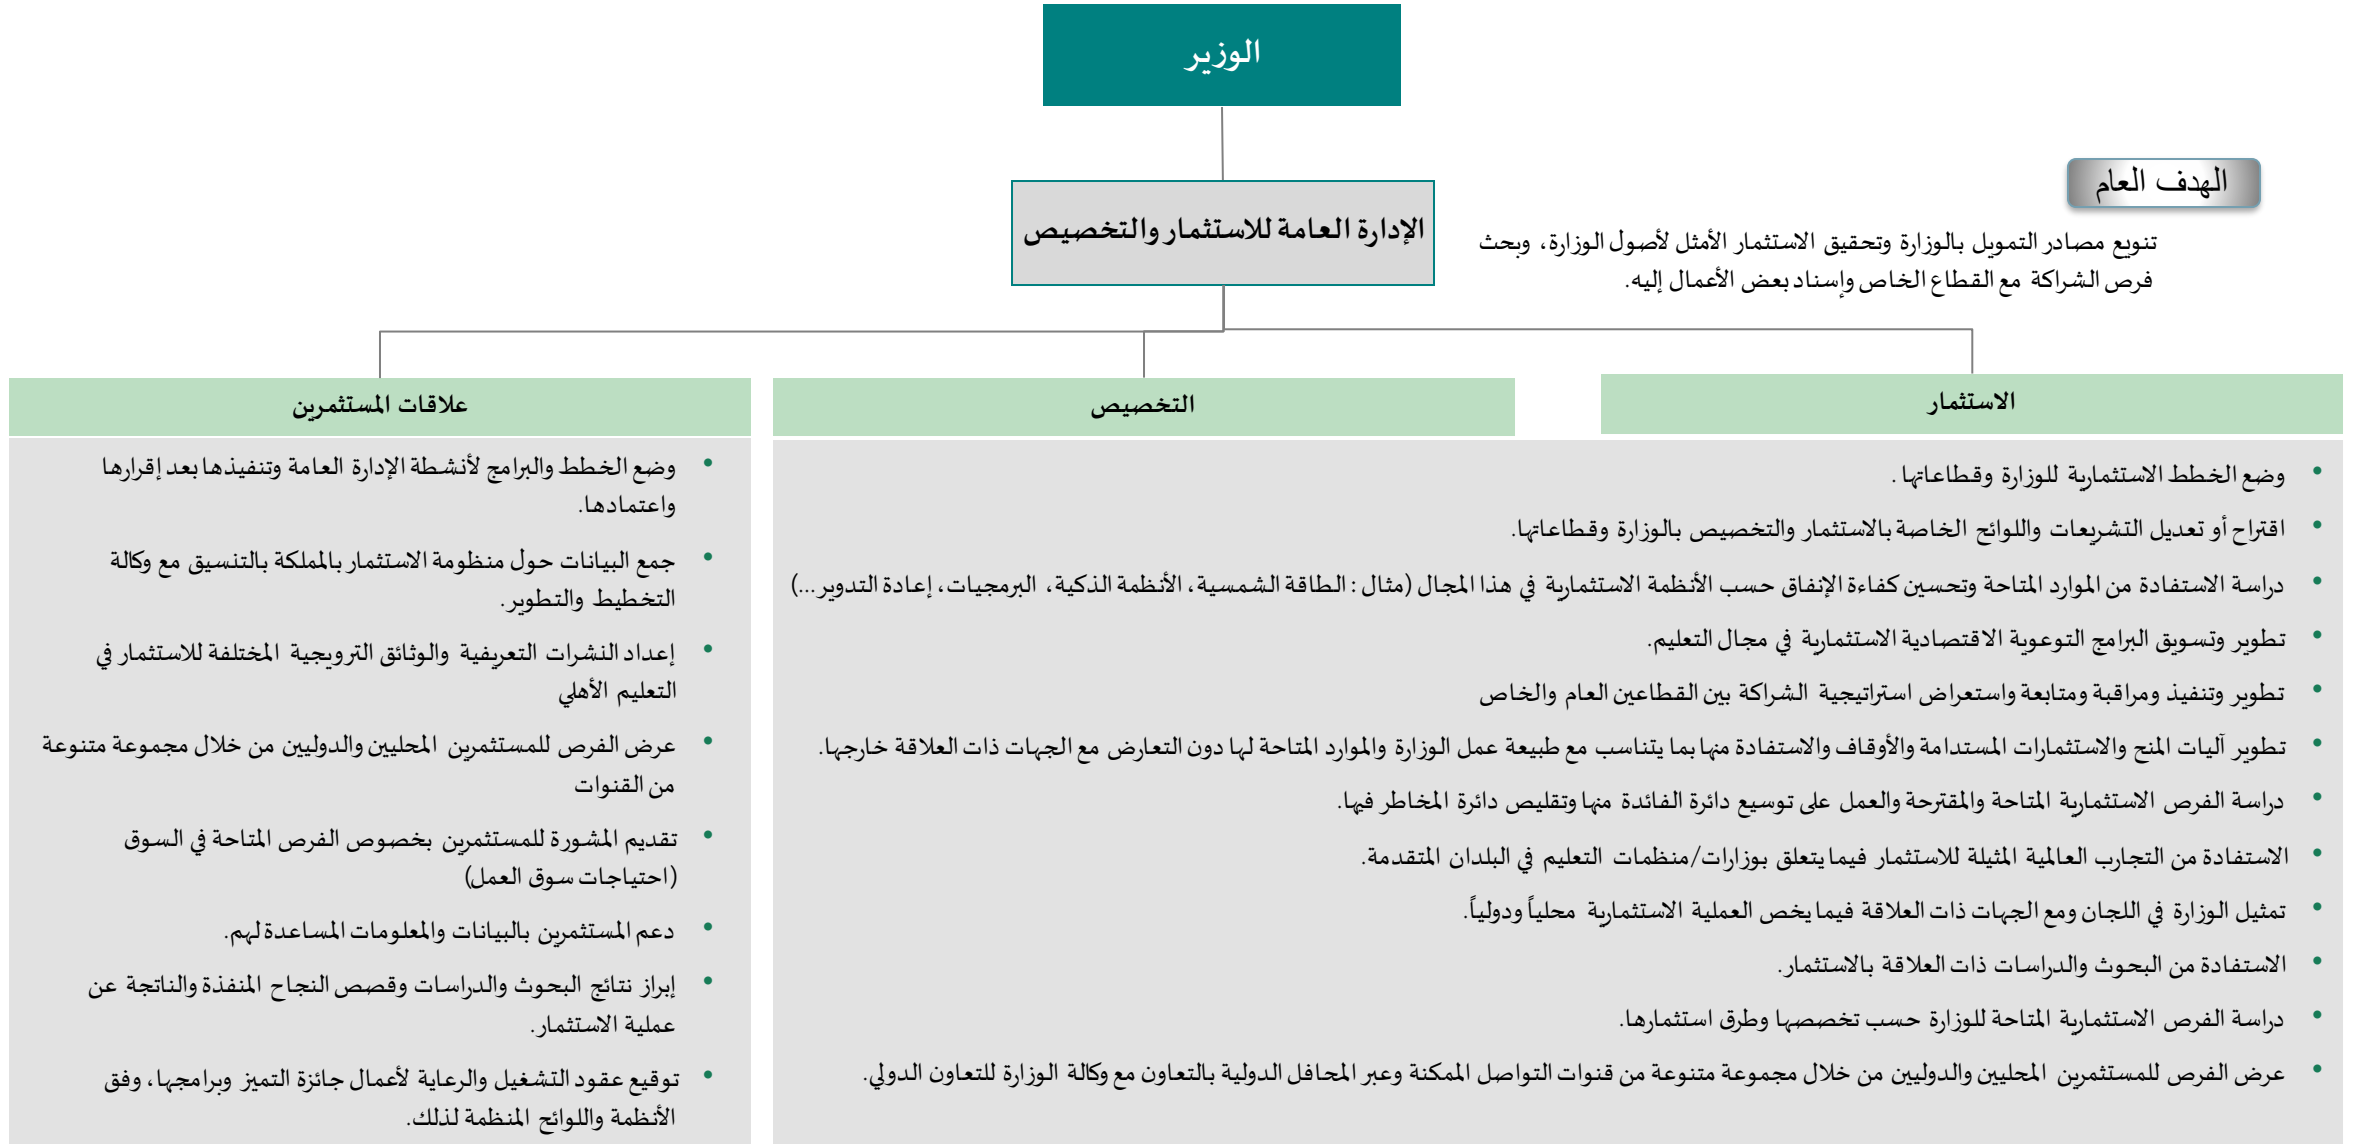 الوزير
الإدارة العامة للاستثمار والتخصيص
الهدف العام
تنويع مصادر التمويل بالوزارة وتحقيق الاستثمار الأمثل لأصول الوزارة، وبحث
فرص الشراكة مع القطاع الخاص وإسناد بعض الأعمال إليه.
الاستثمار
التخصيص
علاقات المستثمرين
• وضع الخطط الاستثمارية للوزارة وقطاعاتها .
• اقتراح أو تعديل التشريعات واللوائح الخاصة بالاستثمار والتخصيص بالوزارة وقطاعاتها.
• دراسة الاستفادة من الموارد المتاحة وتحسين كفاءة الإنفاق حسب الأنظمة الاستثمارية في هذا المجال (مثال : الطاقة الشمسية، الأنظمة الذكية، البرمجيات، إعادة التدوير...)
• تطوير وتسويق البرامج التوعوية الاقتصادية الاستثمارية في مجال التعليم.
• تطوير وتنفيذ ومراقبة ومتابعة واستعراض استراتيجية الشراكة بين القطاعين العام والخاص
• تطوير آليات المنح والاستثمارات المستدامة والأوقاف والاستفادة منها بما يتناسب مع طبيعة عمل الوزارة والموارد المتاحة لها دون التعارض مع الجهات ذات العلاقة خارجها.
• دراسة الفرص الاستثمارية المتاحة والمقترحة والعمل على توسيع دائرة الفائدة منها وتقليص دائرة المخاطر فيها.
• الاستفادة من التجارب العالمية المثيلة للاستثمار فيما يتعلق بوزارات/منظمات التعليم في البلدان المتقدمة.
• تمثيل الوزارة في اللجان ومع الجهات ذات العلاقة فيما يخص العملية الاستثمارية محلياً ودولياً.
• الاستفادة من البحوث والدراسات ذات العلاقة بالاستثمار.
• دراسة الفرص الاستثمارية المتاحة للوزارة حسب تخصصها وطرق استثمارها.
• عرض الفرص للمستثمرين المحليين والدوليين من خلال مجموعة متنوعة من قنوات التواصل الممكنة وعبر المحافل الدولية بالتعاون مع وكالة الوزارة للتعاون الدولي.
• وضع الخطط والبرامج لأنشطة الإدارة العامة وتنفيذها بعد إقرارها
واعتمادها.
• جمع البيانات حول منظومة الاستثمار بالمملكة بالتنسيق مع وكالة
التخطيط والتطوير.
• إعداد النشرات التعريفية والوثائق الترويجية المختلفة للاستثمار في
التعليم الأهلي
• عرض الفرص للمستثمرين المحليين والدوليين من خلال مجموعة متنوعة
من القنوات
• تقديم المشورة للمستثمرين بخصوص الفرص المتاحة في السوق
(احتياجات سوق العمل)
• دعم المستثمرين بالبيانات والمعلومات المساعدة لهم.
• إبراز نتائج البحوث والدراسات وقصص النجاح المنفذة والناتجة عن
عملية الاستثمار.
• توقيع عقود التشغيل والرعاية لأعمال جائزة التميز وبرامجها، وفق
الأنظمة واللوائح المنظمة لذلك.